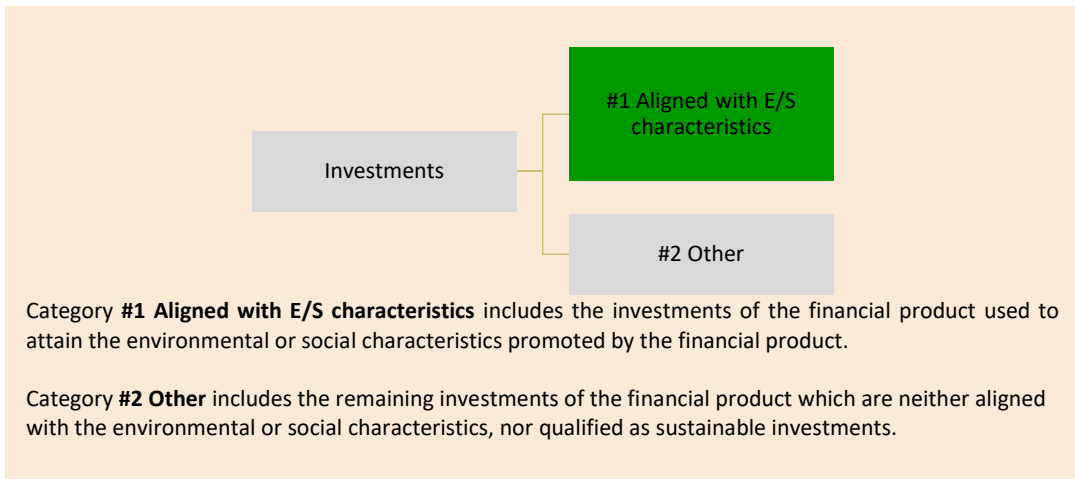 #1 Aligned with E/S
characteristics
Investments
#2 Other
Category #1 Aligned with E/S characteristics includes the investments of the financial product used to
attain the environmental or social characteristics promoted by the financial product.
Category #2 Other includes the remaining investments of the financial product which are neither aligned
with the environmental or social characteristics, nor qualified as sustainable investments.